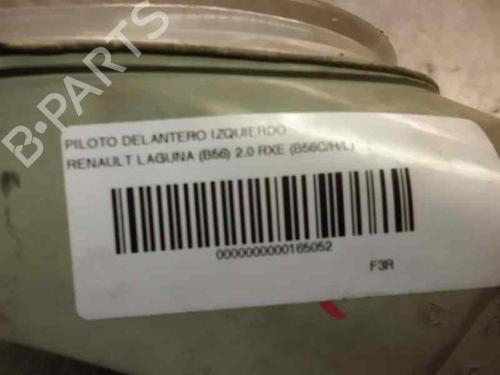 B-PARTS
PILOTO DELANTERO IZQUIERDO
RENAULT LAGUNA (B56) 2.0 RXE (B56C/H/L)
0000000000165052
F3R